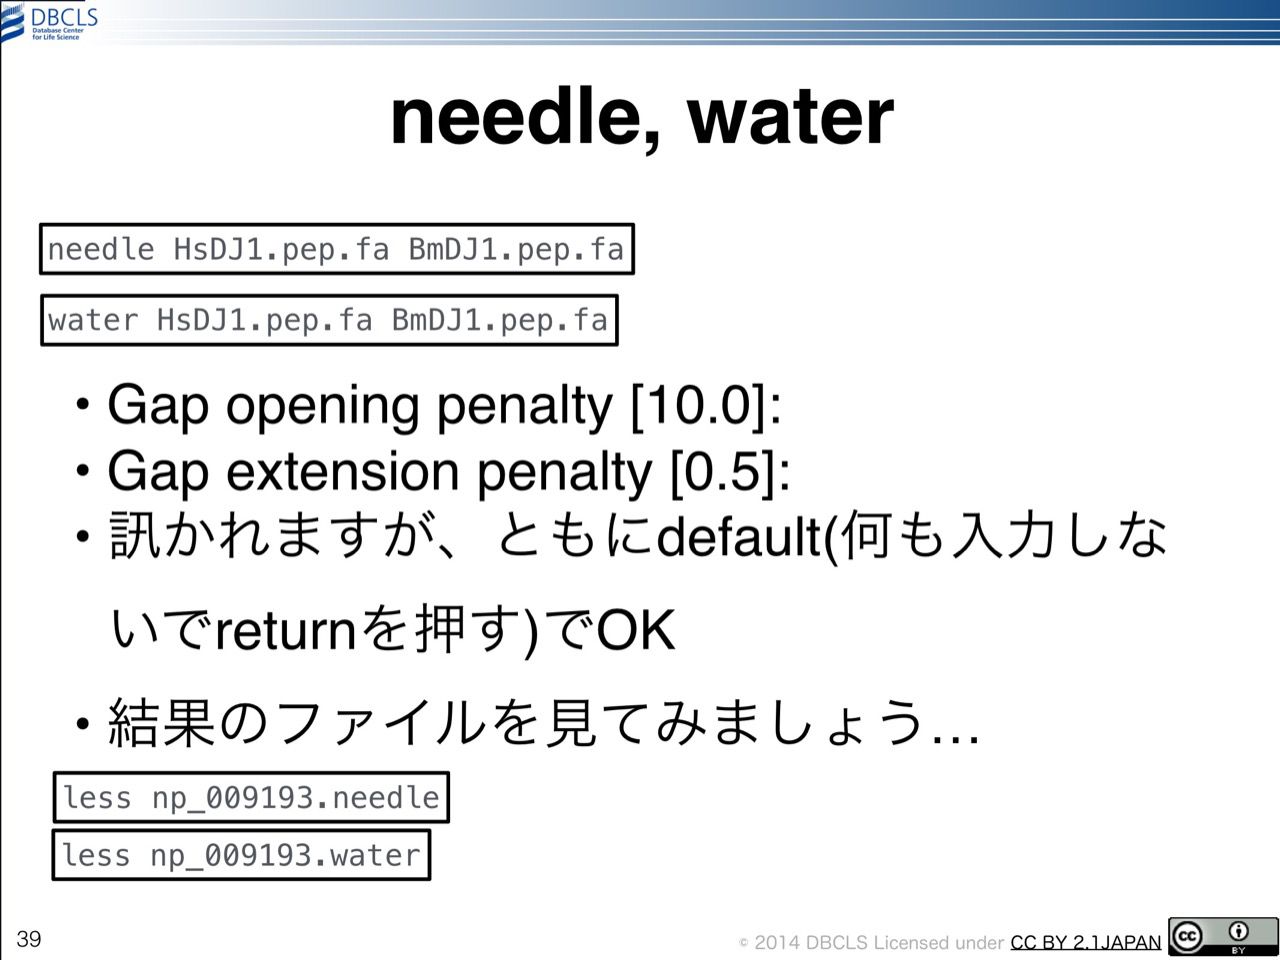 DBCLS
Database Center
for Life Science
needle, water
needle HsDJ1.pep.fa BmDJ1.pep.fa
water HsDJ1.pep.fa BmDJ1.pep.fa
• Gap opening penalty [10.0]:
• Gap extension penalty [0.5]:
• 訊かれますが、ともにdefault(何も入力しな
いでreturnを押す)でOK
• 結果のファイルを見てみましょう…
less np_009193.needle
less np_009193.water
39
© 2014 DBCLS Licensed under CC BY 2.1JAPAN
cc
BY